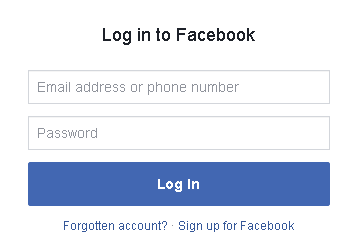 Log in to Facebook
Email address or phone number
Password
Log In
Forgotten account? · Sign up for Facebook